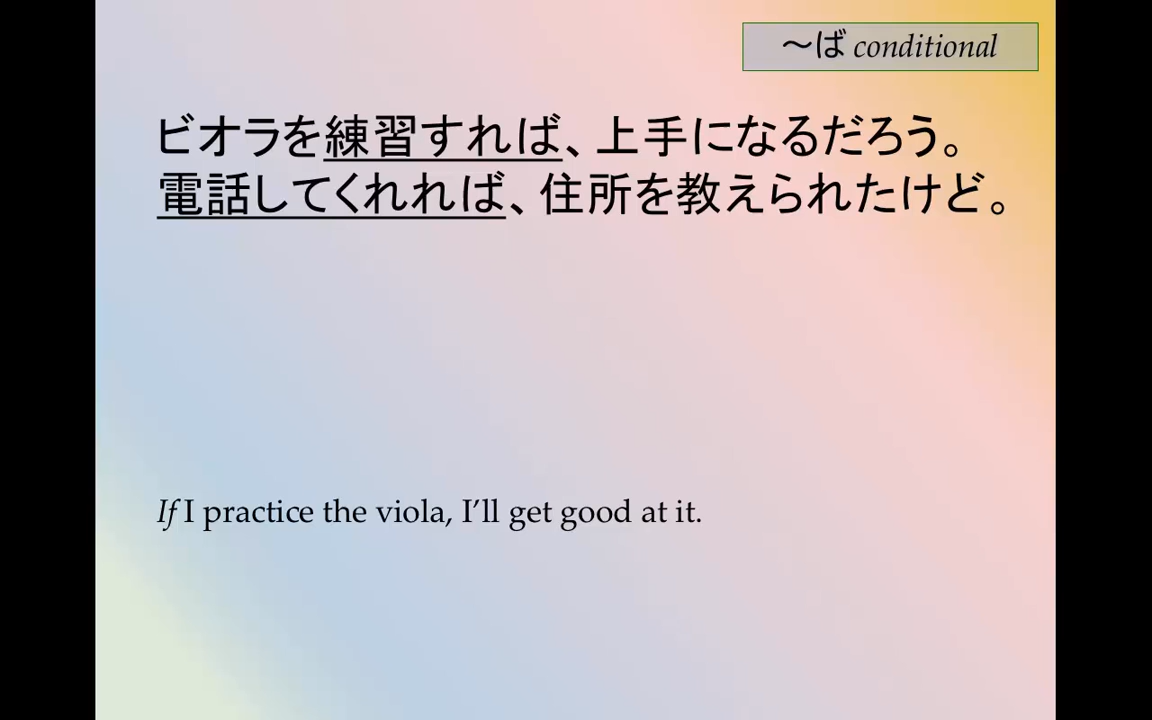 ～ば conditional
ビオラを練習すれば、上手になるだろう。
電話してくれれば、住所を教えられたけど。
If I practice the viola, I’ll get good at it.